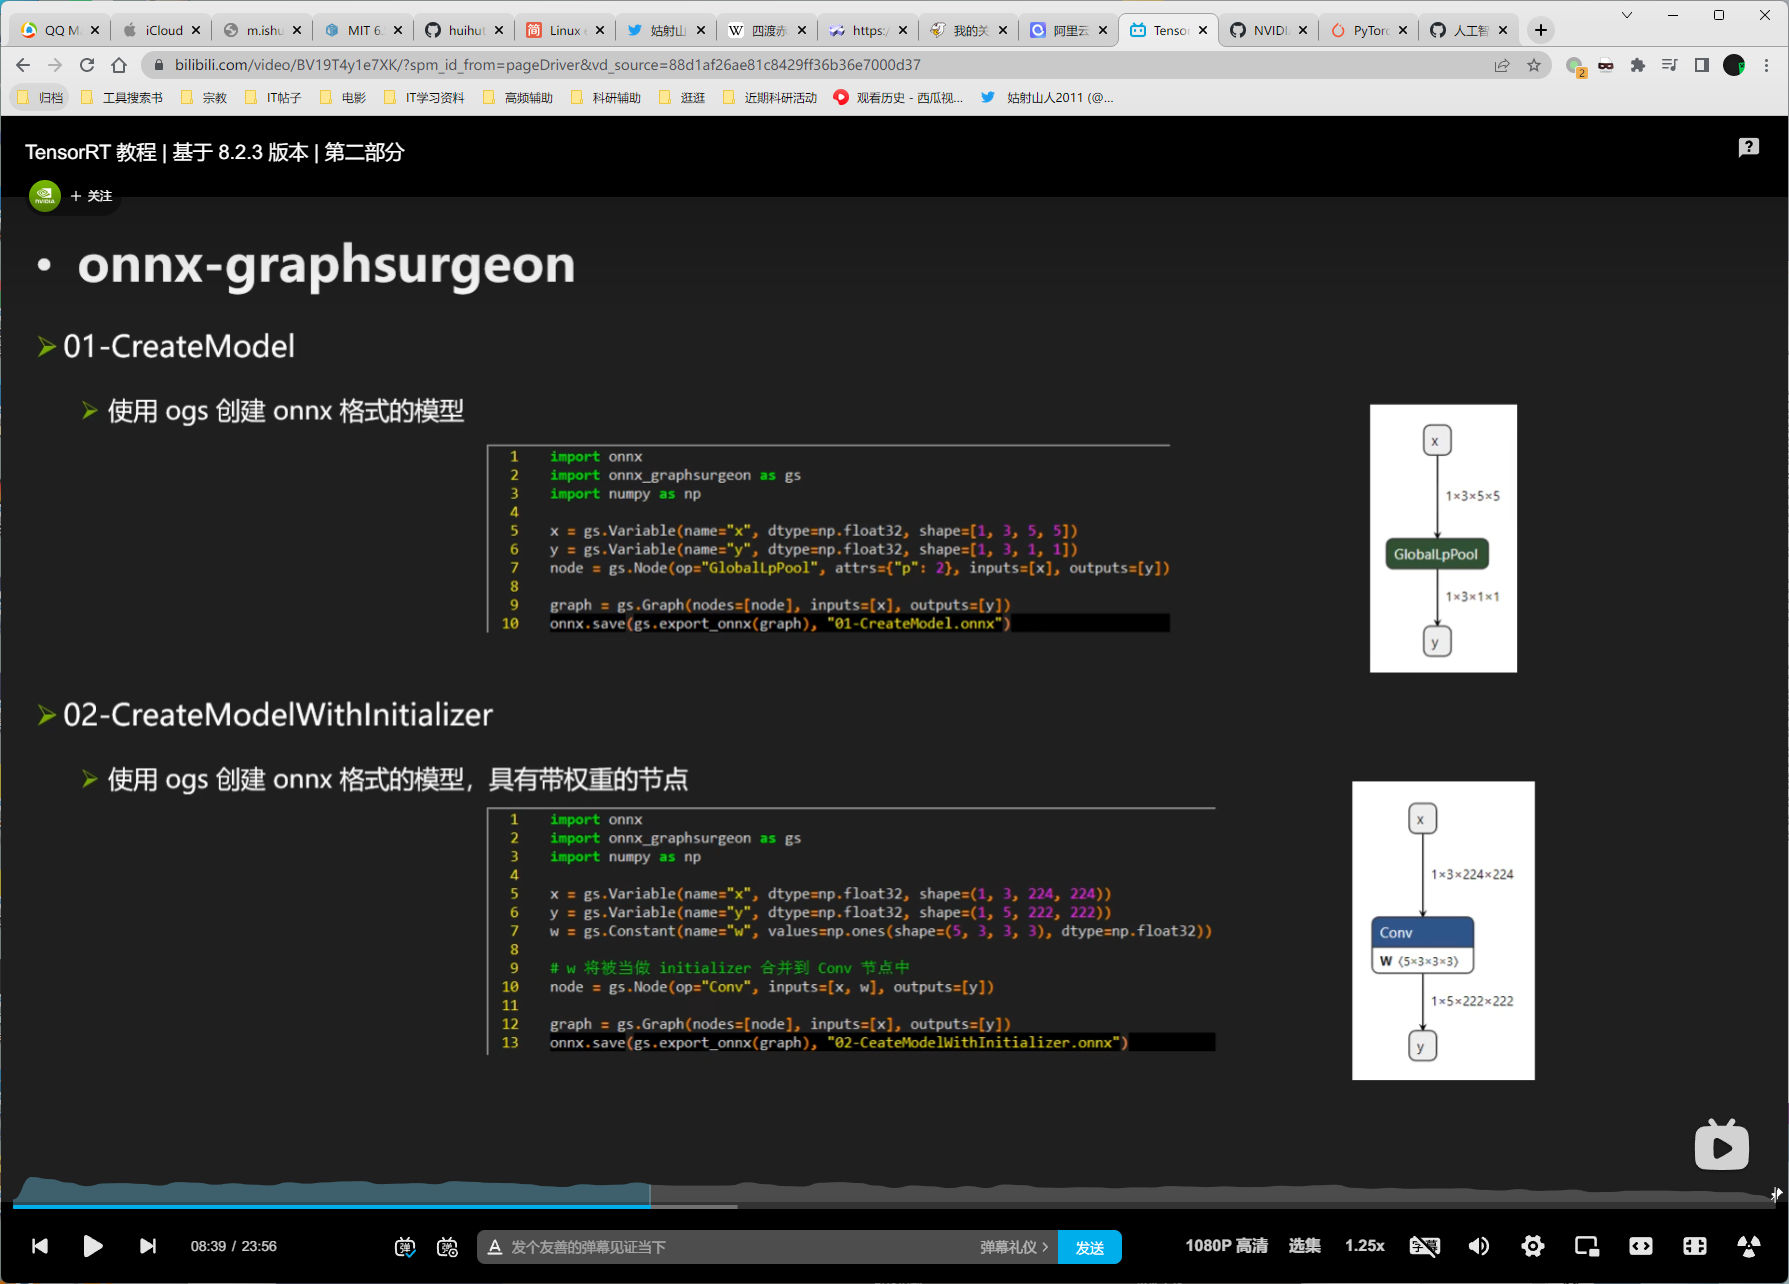 QQ M
iCloud
m.ishu
MIT 6.
huihut
Linux
姑射山
四渡赤
https:/
我的关
阿里云
Tensor
NVIDI
PyTorc
人工智
bilibili.com/video/BV19T4y1e7XK/?spm_id_from=pageDriver&vd_source=88d1af26ae81c8429ff36b36e7000d37
2
归档
工具搜索书
宗教
IT帖子
电影
IT学习资料
高频辅助
科研辅助
逛逛
近期科研活动
观看历史 - 西瓜视...
姑射山人2011 (@...
TensorRT 教程 | 基于 8.2.3 版本 | 第二部分
NVIDIA
+ 关注
• onnx-graphsurgeon
01-CreateModel
使用 ogs 创建 onnx 格式的模型
1 import onnx
2 import onnx_graphsurgeon as gs
3 import numpy as np
4
5 x = gs.Variable(name="x", dtype=np.float32, shape=[1, 3, 5, 5])
6 y = gs.Variable(name="y", dtype=np.float32, shape=[1, 3, 1, 1])
7 node = gs.Node(op="GlobalLpPool", attrs={"p": 2}, inputs=[x], outputs=[y])
8
9 graph = gs.Graph(nodes=[node], inputs=[x], outputs=[y])
10 onnx.save(gs.export_onnx(graph), "01-CreateModel.onnx")
x
1×3×5×5
GlobalLpPool
1×3×1×1
y
02-CreateModelWithInitializer
使用 ogs 创建 onnx 格式的模型，具有带权重的节点
1 import onnx
2 import onnx_graphsurgeon as gs
3 import numpy as np
4
5 x = gs.Variable(name="x", dtype=np.float32, shape=(1, 3, 224, 224))
6 y = gs.Variable(name="y", dtype=np.float32, shape=(1, 5, 222, 222))
7 w = gs.Constant(name="w", values=np.ones(shape=(5, 3, 3, 3), dtype=np.float32))
8
9 # w 将被当做 initializer 合并到 Conv 节点中
10 node = gs.Node(op="Conv", inputs=[x, w], outputs=[y])
11
12 graph = gs.Graph(nodes=[node], inputs=[x], outputs=[y])
13 onnx.save(gs.export_onnx(graph), "02-CeateModelWithInitializer.onnx")
x
1×3×224×224
Conv
W ⟨5×3×3×3⟩
1×5×222×222
y
08:39 / 23:56
弹
弹
A 发个友善的弹幕见证当下
弹幕礼仪 >
发送
1080P 高清
选集
1.25x
字幕